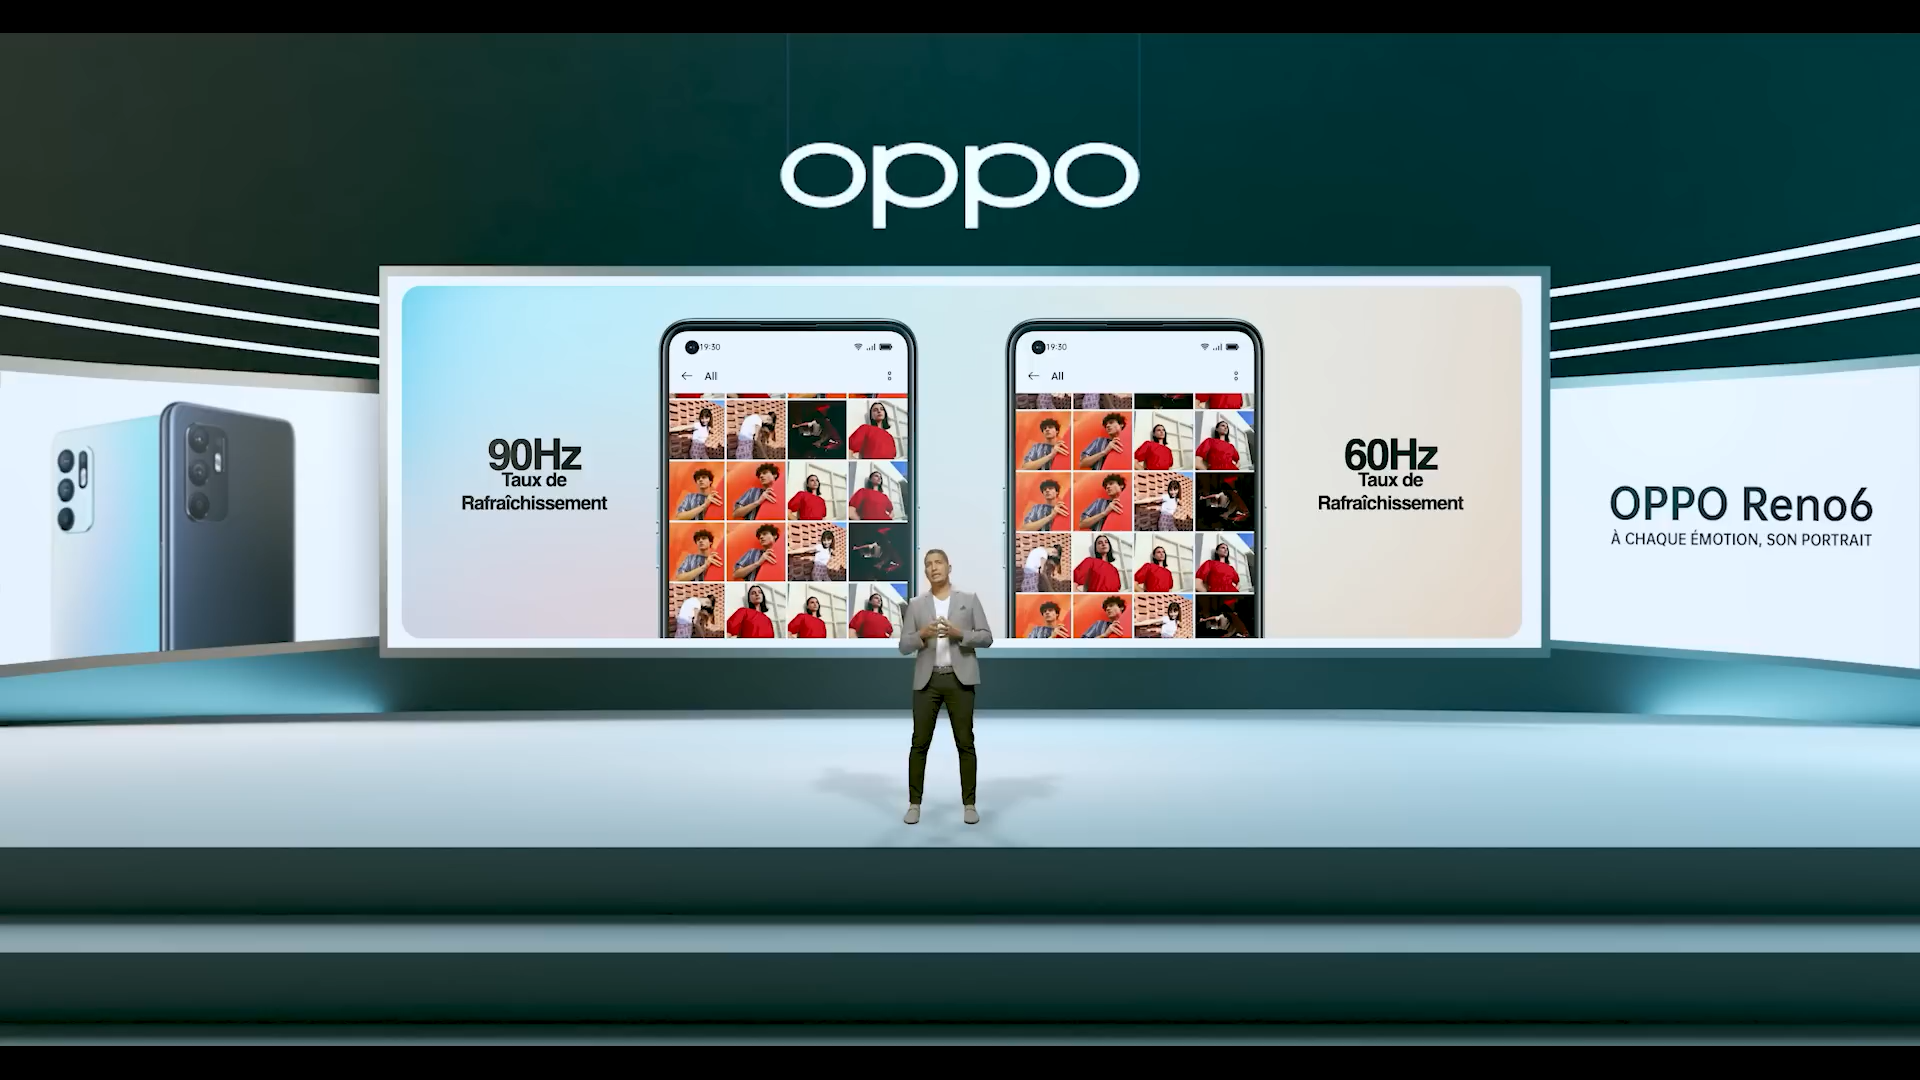 oppo
90Hz
Taux de
Rafraîchissement
19:30
All
19:30
All
60Hz
Taux de
Rafraîchissement
OPPO Reno6
À CHAQUE ÉMOTION, SON PORTRAIT